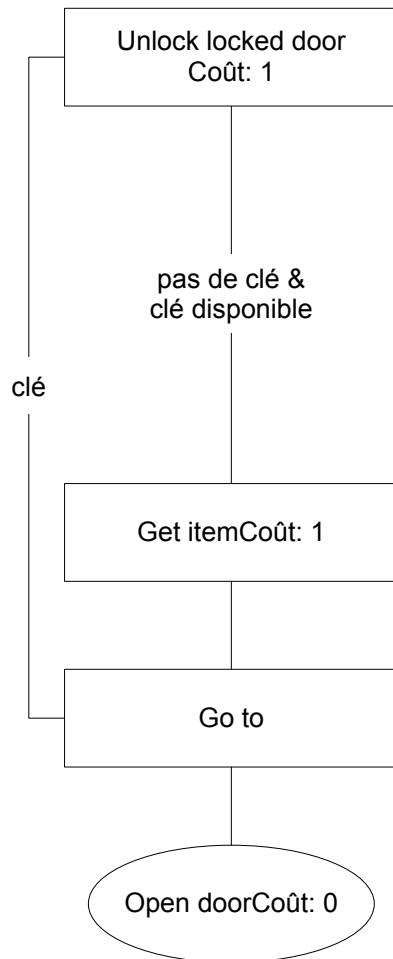 Unlock locked door
Coût: 1
pas de clé &
clé disponible
clé
Get itemCoût: 1
Go to
Open doorCoût: 0